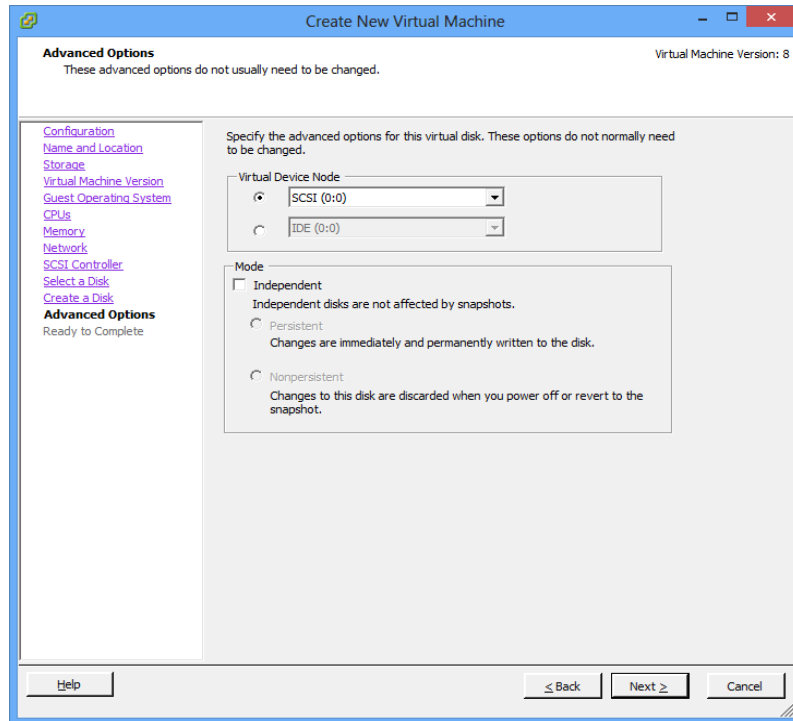 Create New Virtual Machine
Advanced Options
Virtual Machine Version: 8
These advanced options do not usually need to be changed.
Configuration
Name and Location
Storage
Virtual Machine Version
Guest Operating System
CPUs
Memory
Network
SCSI Controller
Select a Disk
Create a Disk
Advanced Options
Ready to Complete
Specify the advanced options for this virtual disk. These options do not normally need
to be changed.
Virtual Device Node
SCSI (0:0)
IDE (0:0)
Mode
Independent
Independent disks are not affected by snapshots.
Persistent
Changes are immediately and permanently written to the disk.
Nonpersistent
Changes to this disk are discarded when you power off or revert to the
snapshot.
Help
< Back
Next >
Cancel